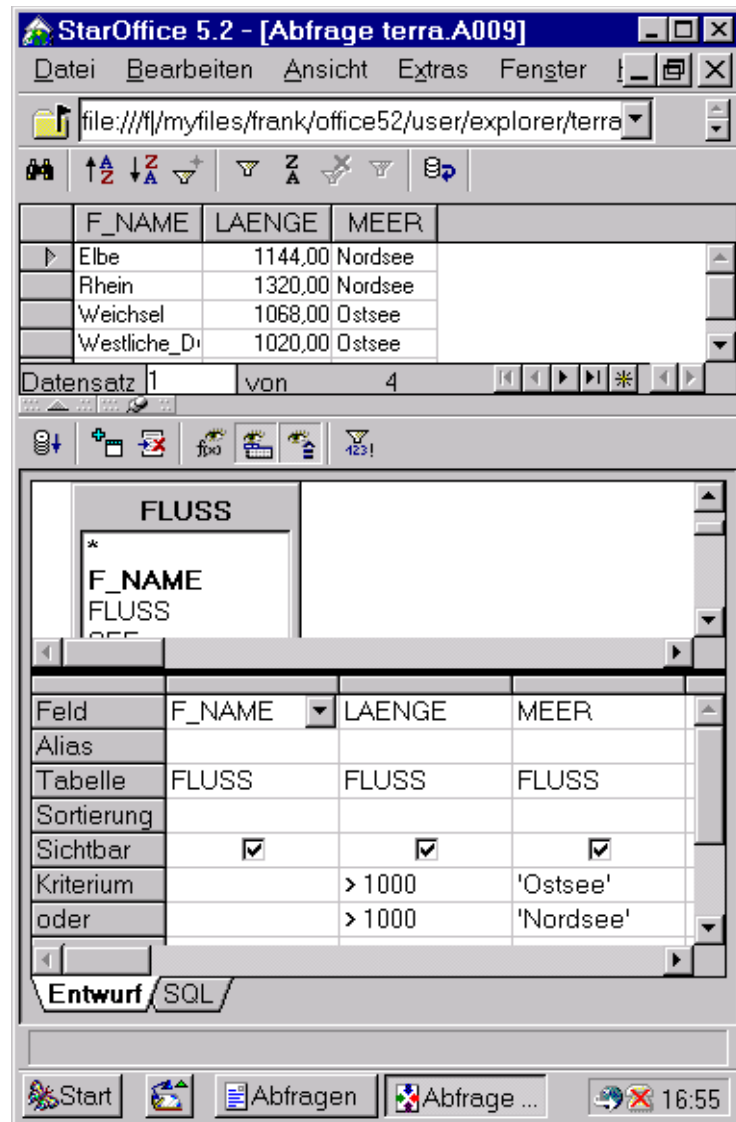 StarOffice 5.2 - [Abfrage terra.A009]
Datei Bearbeiten Ansicht Extras Fenster
file:///f|/myfiles/frank/office52/user/explorer/terra
F_NAME LAENGE MEER
Elbe 1144,00 Nordsee
Rhein 1320,00 Nordsee
Weichsel 1068,00 Ostsee
Westliche_D 1020,00 Ostsee
Datensatz 1 von 4
f(x) 123!
FLUSS
*
F_NAME
FLUSS
SEE
Feld F_NAME LAENGE MEER
Alias
Tabelle FLUSS FLUSS FLUSS
Sortierung
Sichtbar
Kriterium > 1000 'Ostsee'
oder > 1000 'Nordsee'
Entwurf SQL
Start Abfragen Abfrage ... 16:55